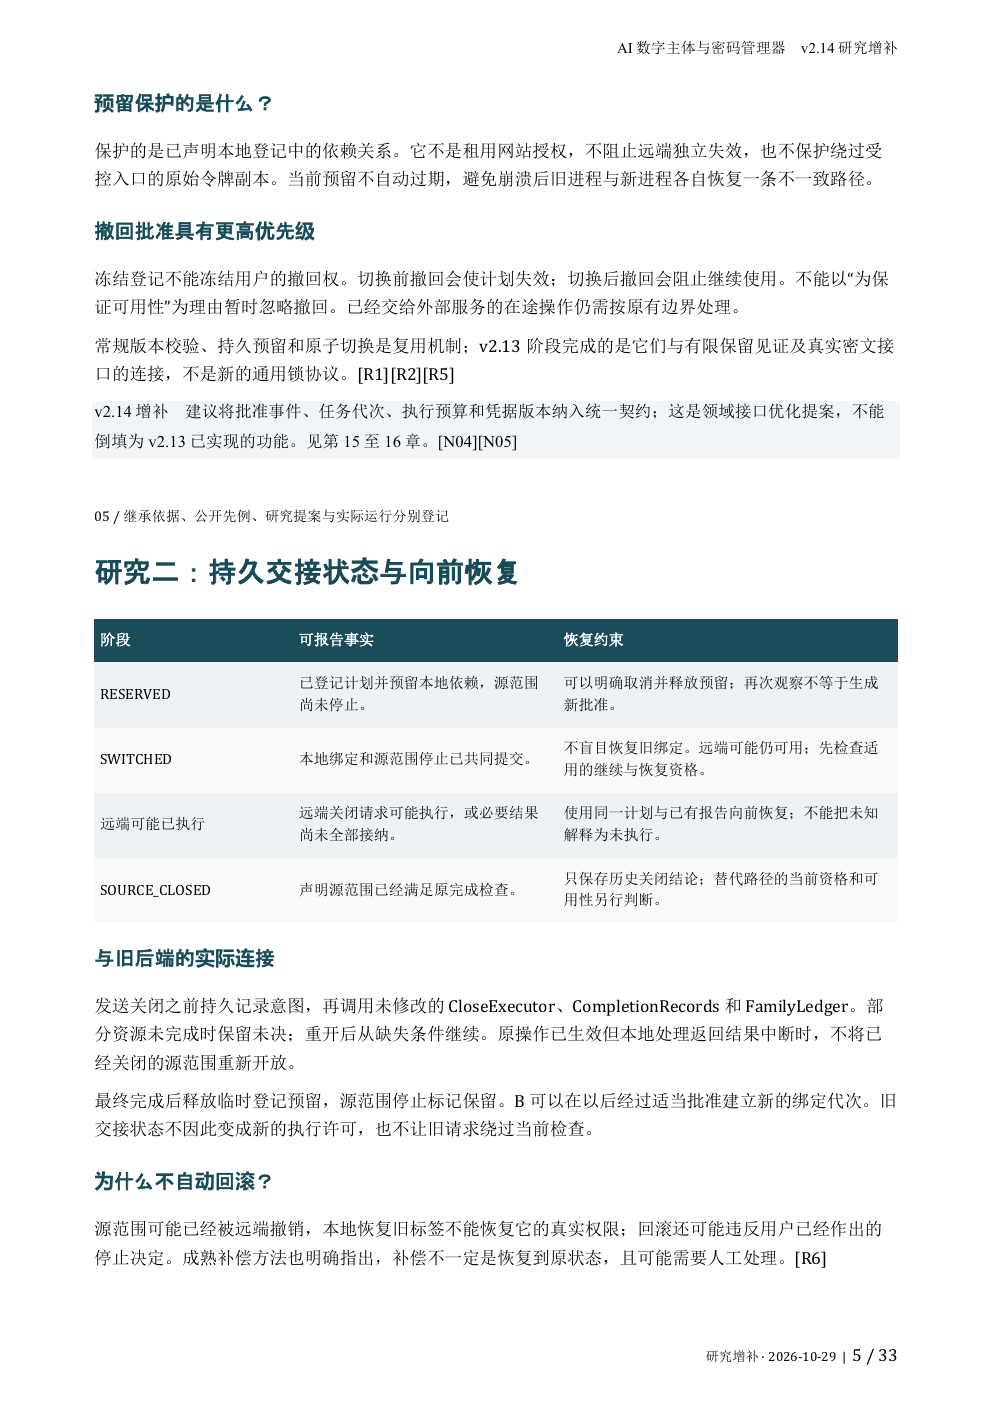 AI 数字主体与密码管理器　v2.14 研究增补
预留保护的是什么？
保护的是已声明本地登记中的依赖关系。它不是租用网站授权，不阻止远端独立失效，也不保护绕过受
控入口的原始令牌副本。当前预留不自动过期，避免崩溃后旧进程与新进程各自恢复一条不一致路径。
撤回批准具有更高优先级
冻结登记不能冻结用户的撤回权。切换前撤回会使计划失效；切换后撤回会阻止继续使用。不能以“为保
证可用性”为理由暂时忽略撤回。已经交给外部服务的在途操作仍需按原有边界处理。
常规版本校验、持久预留和原子切换是复用机制；v2.13 阶段完成的是它们与有限保留见证及真实密文接
口的连接，不是新的通用锁协议。[R1][R2][R5]
v2.14 增补　建议将批准事件、任务代次、执行预算和凭据版本纳入统一契约；这是领域接口优化提案，不能
倒填为 v2.13 已实现的功能。见第 15 至 16 章。[N04][N05]
05 / 继承依据、公开先例、研究提案与实际运行分别登记
研究二：持久交接状态与向前恢复
阶段 可报告事实 恢复约束
RESERVED 已登记计划并预留本地依赖，源范围 可以明确取消并释放预留；再次观察不等于生成
尚未停止。 新批准。
SWITCHED 本地绑定和源范围停止已共同提交。 不盲目恢复旧绑定。远端可能仍可用；先检查适
用的继续与恢复资格。
远端可能已执行 远端关闭请求可能执行，或必要结果 使用同一计划与已有报告向前恢复；不能把未知
尚未全部接纳。 解释为未执行。
SOURCE_CLOSED 声明源范围已经满足原完成检查。 只保存历史关闭结论；替代路径的当前资格和可
用性另行判断。
与旧后端的实际连接
发送关闭之前持久记录意图，再调用未修改的 CloseExecutor、CompletionRecords 和 FamilyLedger。部
分资源未完成时保留未决；重开后从缺失条件继续。原操作已生效但本地处理返回结果中断时，不将已
经关闭的源范围重新开放。
最终完成后释放临时登记预留，源范围停止标记保留。B 可以在以后经过适当批准建立新的绑定代次。旧
交接状态不因此变成新的执行许可，也不让旧请求绕过当前检查。
为什么不自动回滚？
源范围可能已经被远端撤销，本地恢复旧标签不能恢复它的真实权限；回滚还可能违反用户已经作出的
停止决定。成熟补偿方法也明确指出，补偿不一定是恢复到原状态，且可能需要人工处理。[R6]
研究增补 · 2026-10-29 | 5 / 33